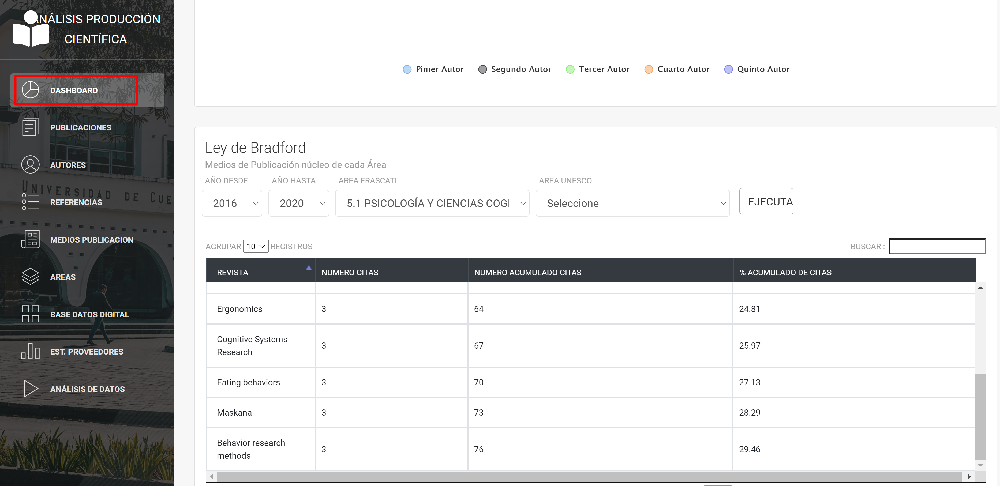 ANÁLISIS PRODUCCIÓN
CIENTÍFICA
DASHBOARD
PUBLICACIONES
AUTORES
UNIVERSIDAD DE CUE
REFERENCIAS
MEDIOS PUBLICACION
AREAS
BASE DATOS DIGITAL
EST. PROVEEDORES
ANÁLISIS DE DATOS
Pimer Autor Segundo Autor Tercer Autor Cuarto Autor Quinto Autor
Ley de Bradford
Medios de Publicación núcleo de cada Área
AÑO DESDE AÑO HASTA AREA FRASCATI AREA UNESCO
2016 2020 5.1 PSICOLOGÍA Y CIENCIAS COG Seleccione EJECUTA
AGRUPAR 10 REGISTROS BUSCAR :
REVISTA NUMERO CITAS NUMERO ACUMULADO CITAS % ACUMULADO DE CITAS
Ergonomics 3 64 24.81
Cognitive Systems
Research 3 67 25.97
Eating behaviors 3 70 27.13
Maskana 3 73 28.29
Behavior research
methods 3 76 29.46